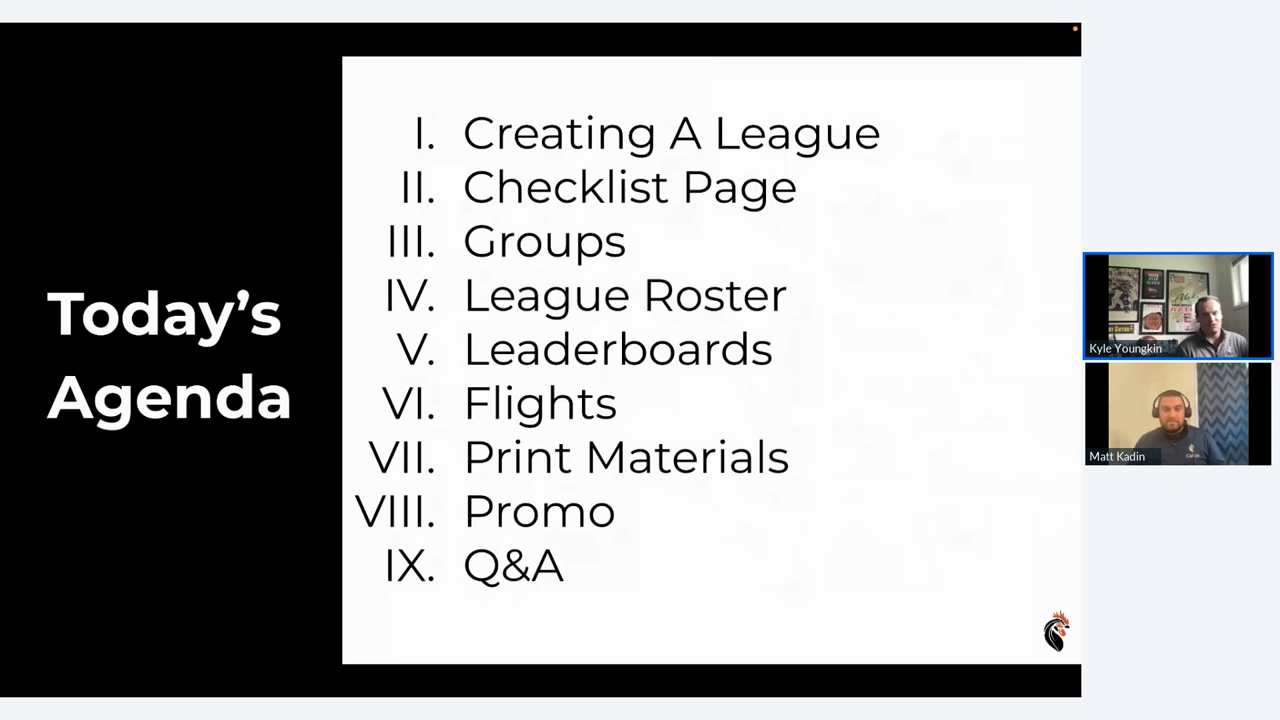 Today's
Agenda
I. Creating A League
II. Checklist Page
III. Groups
IV. League Roster
V. Leaderboards
VI. Flights
VII. Print Materials
VIII. Promo
IX. Q&A
Kyle Youngkin
Matt Kadin